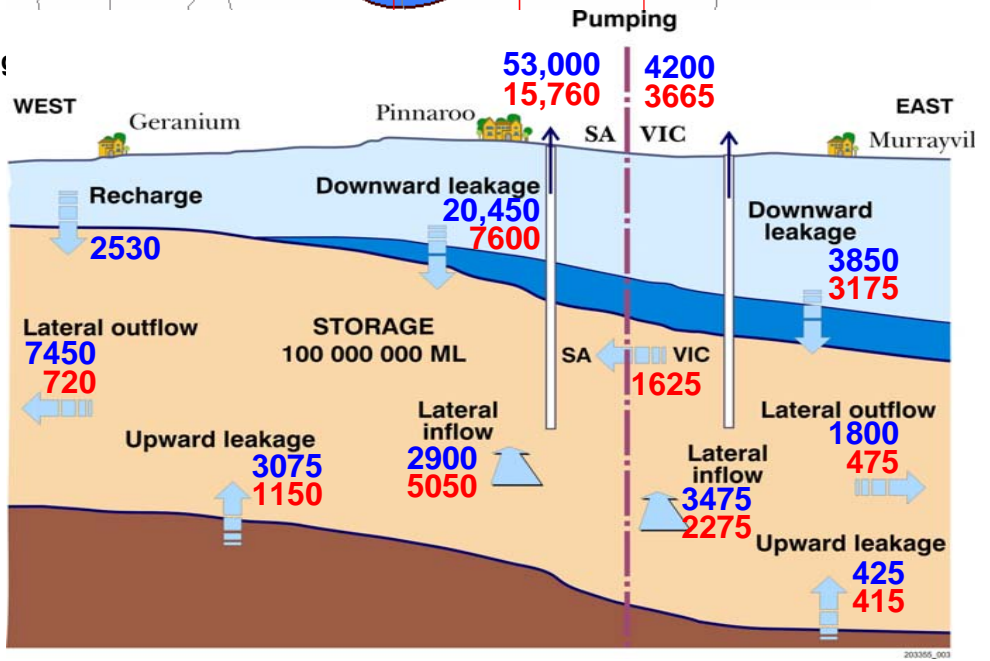 Pumping
53,000
15,760
4200
3665
WEST
EAST
Geranium
Pinnaroo
SA VIC
Murrayvil
Recharge
2530
Downward leakage
20,450
7600
Downward
leakage
3850
3175
Lateral outflow
7450
720
STORAGE
100 000 000 ML
SA VIC
1625
Lateral
inflow
2900
5050
Lateral outflow
1800
475
Upward leakage
3075
1150
Lateral
inflow
3475
2275
Upward leakage
425
415
203355_003